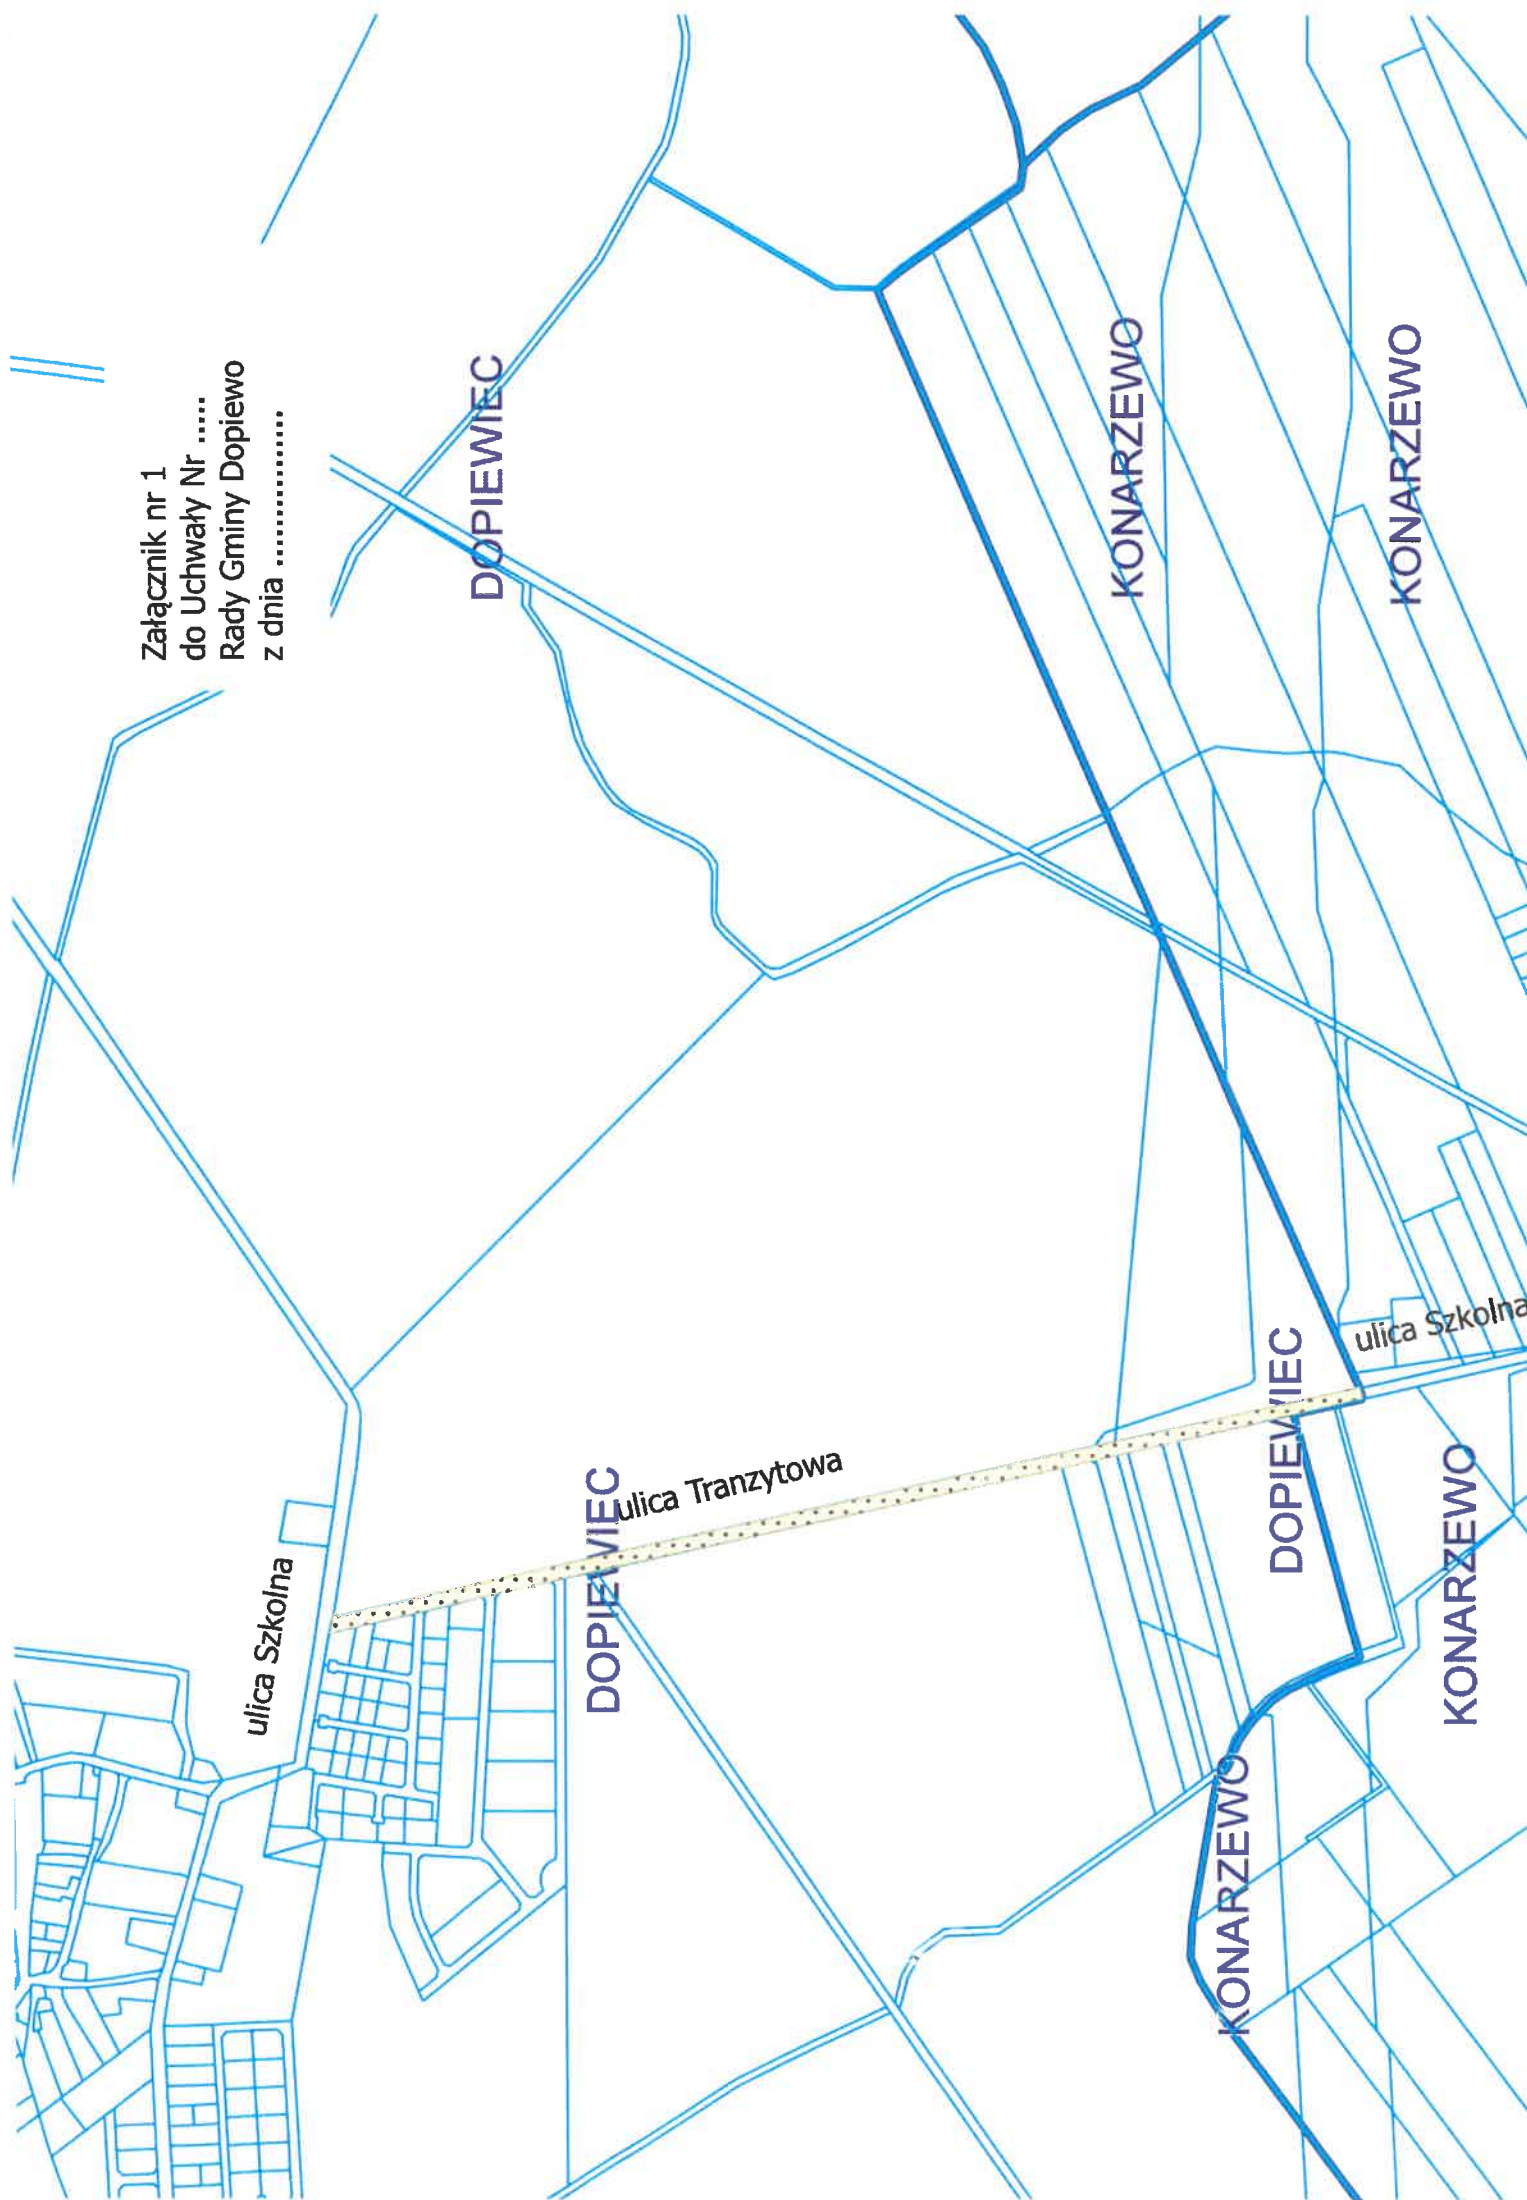 Załącznik nr 1
do Uchwały Nr .....
Rady Gminy Dopiewo
z dnia ................
ulica Szkolna
DOPIEWIEC
DOPIEWIEC
ulica Tranzytowa
KONARZEWO
KONARZEWO
KONARZEWO
DOPIEWIEC
ulica Szkolna
KONARZEWO